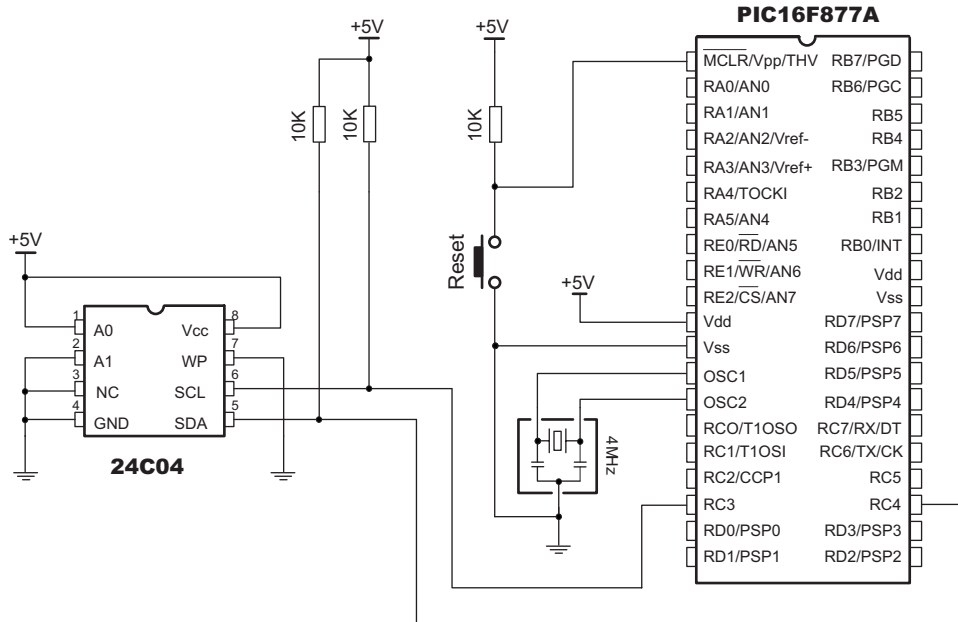 PIC16F877A
+5V
+5V
10K
10K
10K
Reset
+5V
+5V
1
A0
2
A1
3
NC
4
GND
8
Vcc
7
WP
6
SCL
5
SDA
24C04
4MHz
MCLR/Vpp/THV
RA0/AN0
RA1/AN1
RA2/AN2/Vref-
RA3/AN3/Vref+
RA4/TOCKI
RA5/AN4
RE0/RD/AN5
RE1/WR/AN6
RE2/CS/AN7
Vdd
Vss
OSC1
OSC2
RCO/T1OSO
RC1/T1OSI
RC2/CCP1
RC3
RD0/PSP0
RD1/PSP1
RB7/PGD
RB6/PGC
RB5
RB4
RB3/PGM
RB2
RB1
RB0/INT
Vdd
Vss
RD7/PSP7
RD6/PSP6
RD5/PSP5
RD4/PSP4
RC7/RX/DT
RC6/TX/CK
RC5
RC4
RD3/PSP3
RD2/PSP2